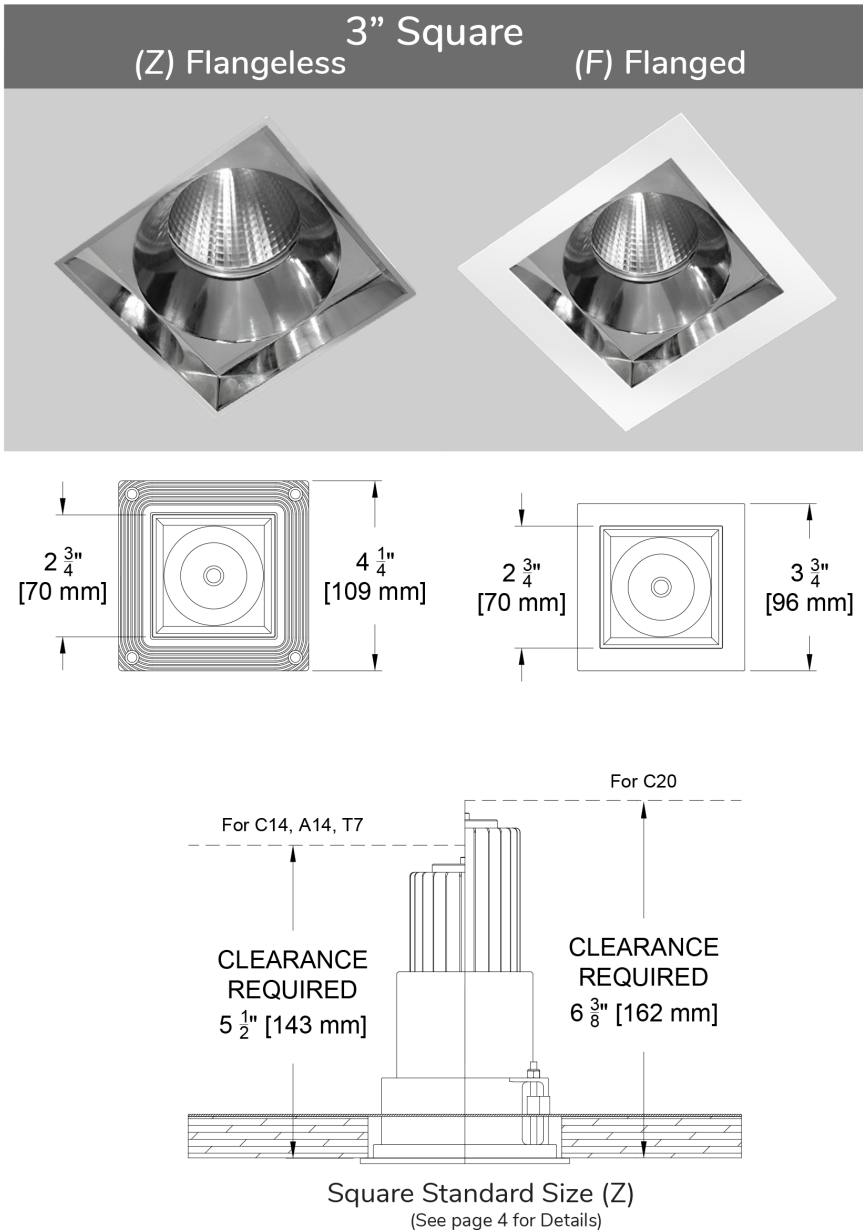 3” Square
(Z) Flangeless
(F) Flanged
2 3/4"
[70 mm]
4 1/4"
[109 mm]
2 3/4"
[70 mm]
3 3/4"
[96 mm]
For C20
For C14, A14, T7
CLEARANCE
REQUIRED
5 1/2" [143 mm]
CLEARANCE
REQUIRED
6 3/8" [162 mm]
Square Standard Size (Z)
(See page 4 for Details)